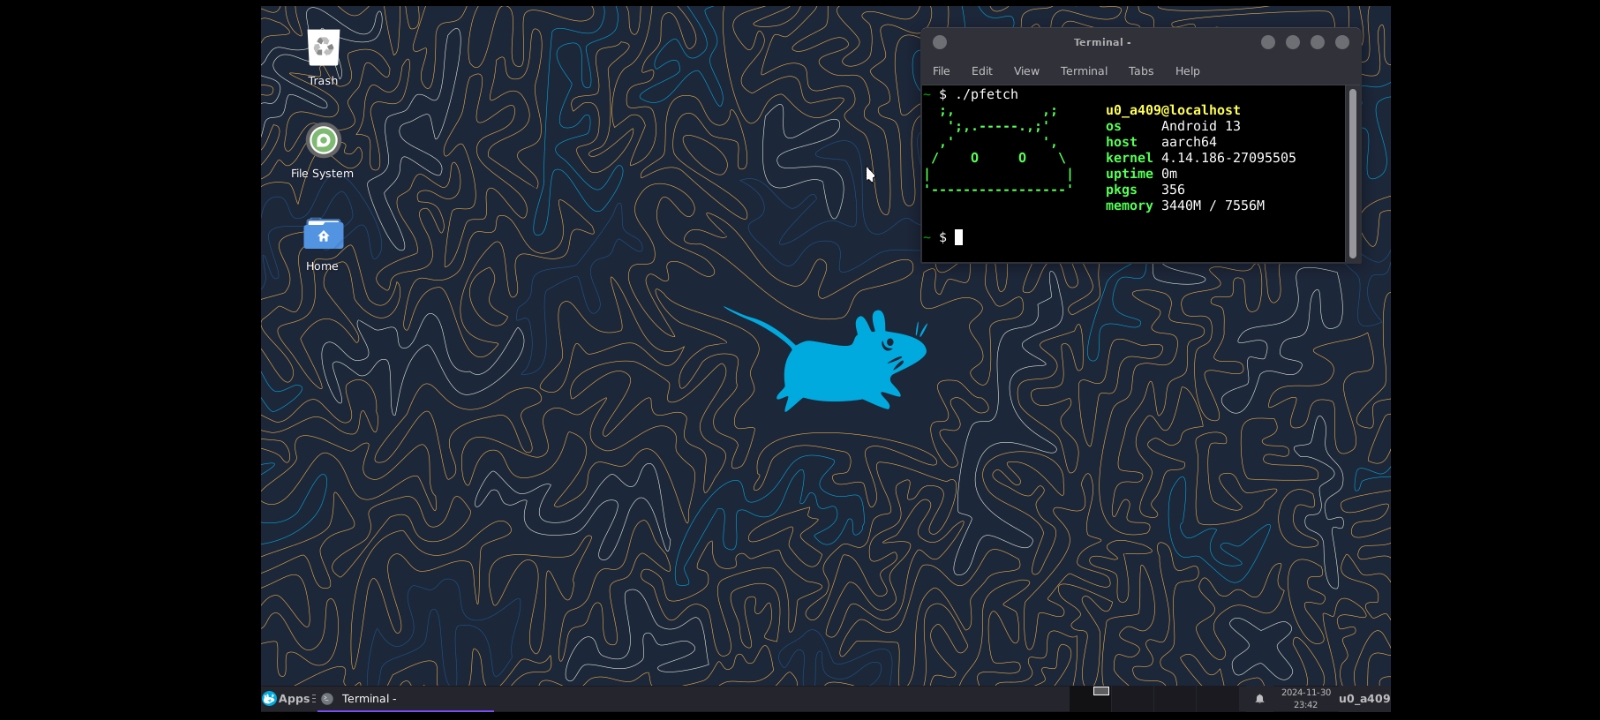 Trash
File System
Home
Terminal -
File Edit View Terminal Tabs Help
~ $ ./pfetch
u0_a409@localhost
os Android 13
host aarch64
kernel 4.14.186-27095505
uptime 0m
pkgs 356
memory 3440M / 7556M
~ $
Apps Terminal - 2024-11-30
23:42 u0_a409